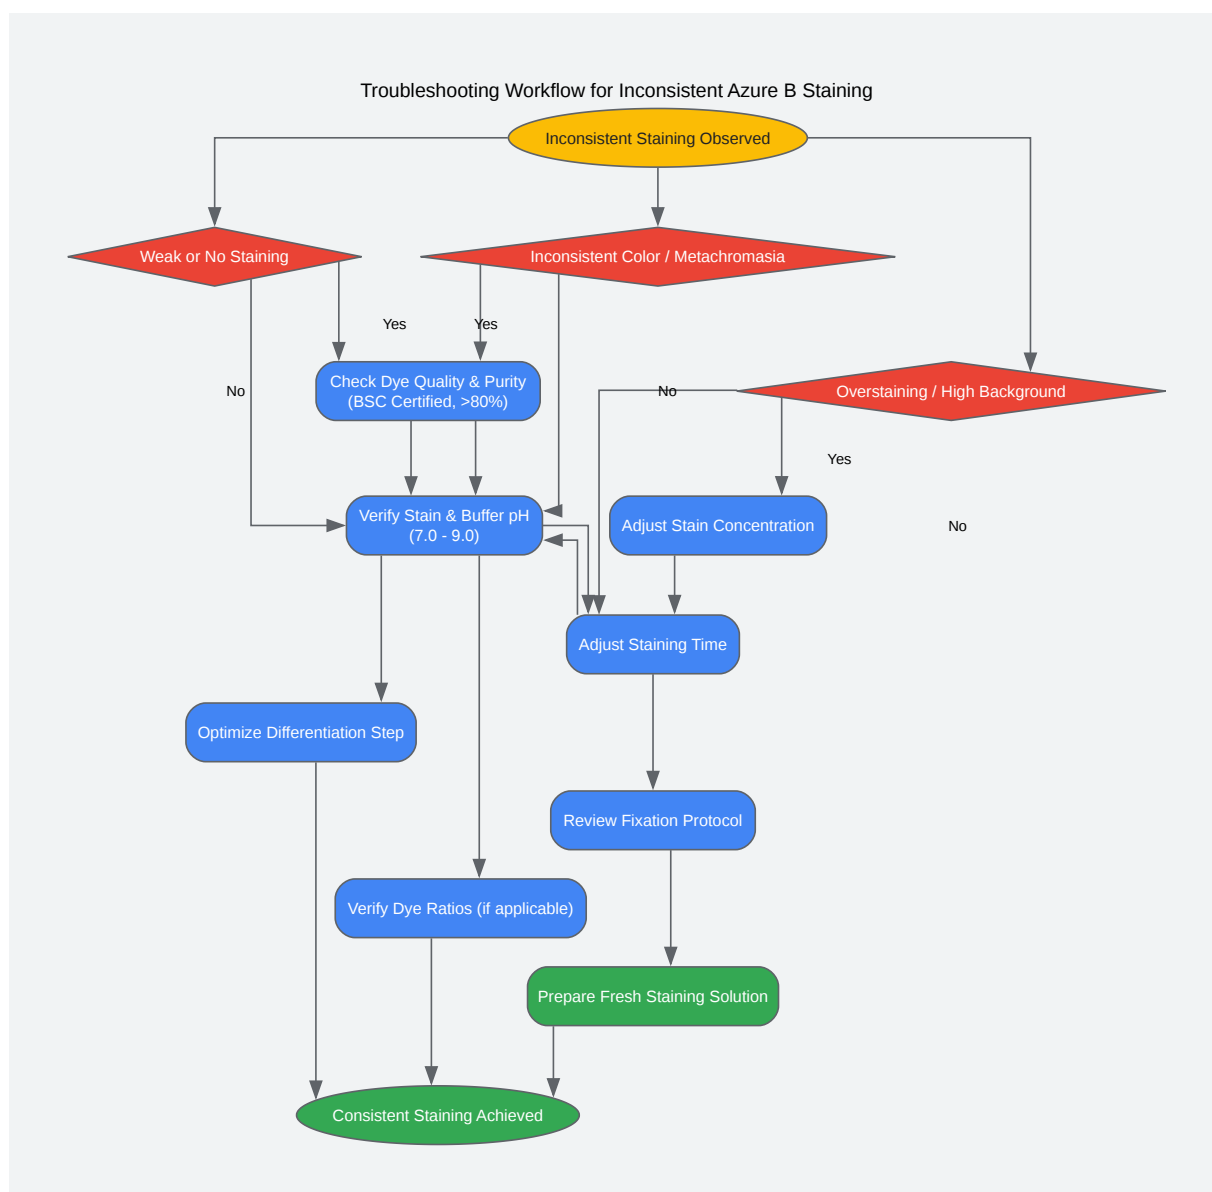 Troubleshooting Workflow for Inconsistent Azure B Staining
Inconsistent Staining Observed
Weak or No Staining
Inconsistent Color / Metachromasia
Yes
Yes
Check Dye Quality & Purity
(BSC Certified, >80%)
No
No
Overstaining / High Background
Yes
Verify Stain & Buffer pH
(7.0 - 9.0)
Adjust Stain Concentration
No
Adjust Staining Time
Optimize Differentiation Step
Review Fixation Protocol
Verify Dye Ratios (if applicable)
Prepare Fresh Staining Solution
Consistent Staining Achieved